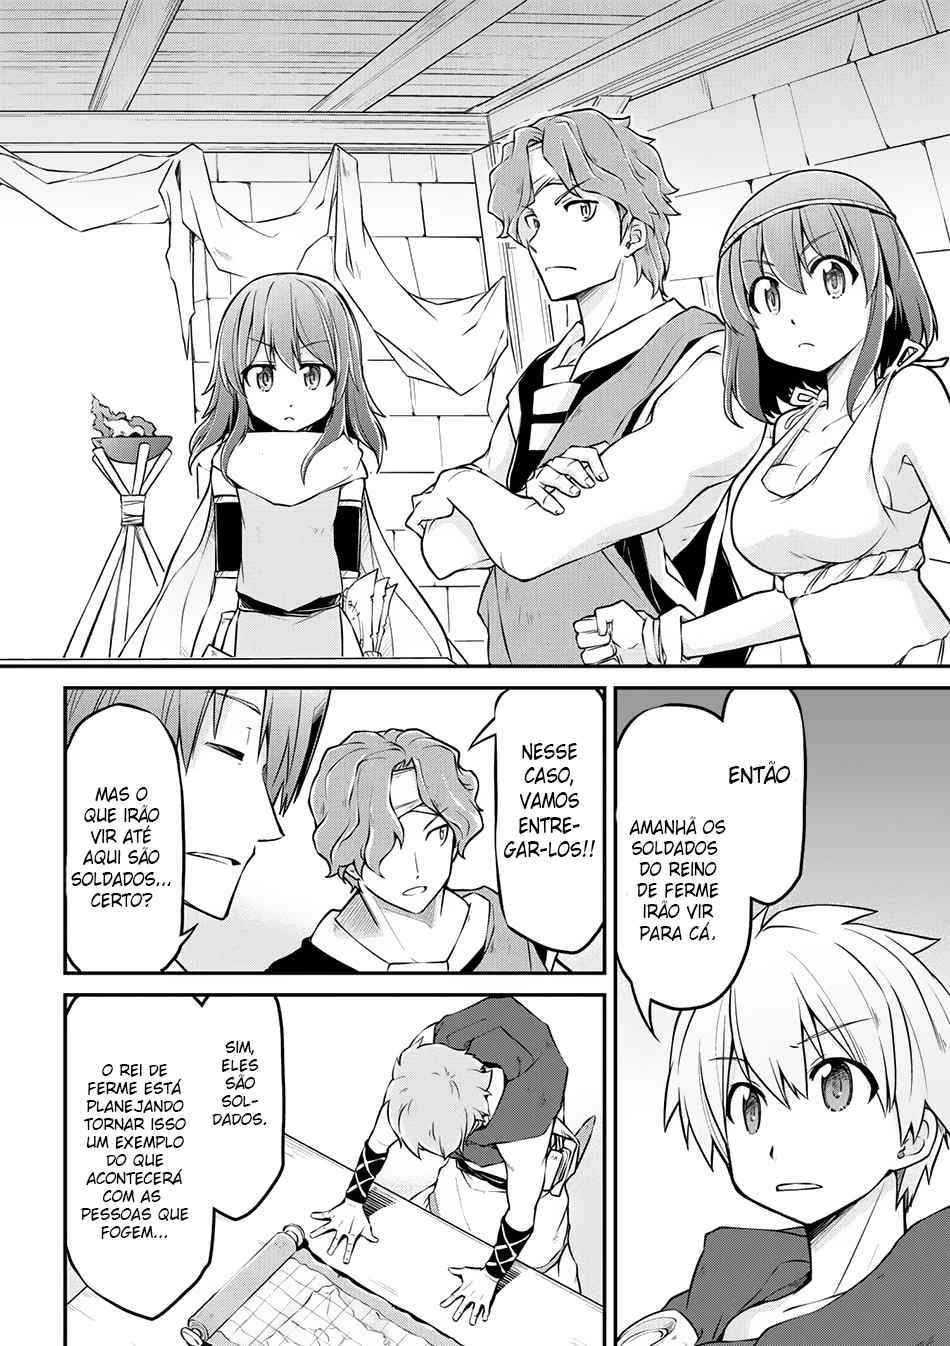 ENTÃO
AMANHÃ OS
SOLDADOS
DO REINO
DE FERME
IRÃO VIR
PARA CÁ.
NESSE
CASO,
VAMOS
ENTRE-
GAR-LOS!!
MAS O
QUE IRÃO
VIR ATÉ
AQUI SÃO
SOLDADOS...
CERTO?
SIM,
ELES
SÃO
SOL-
DADOS.
O REI DE
FERME ESTÁ
PLANEJANDO
TORNAR ISSO
UM EXEMPLO
DO QUE
ACONTECERÁ
COM AS
PESSOAS QUE
FOGEM...